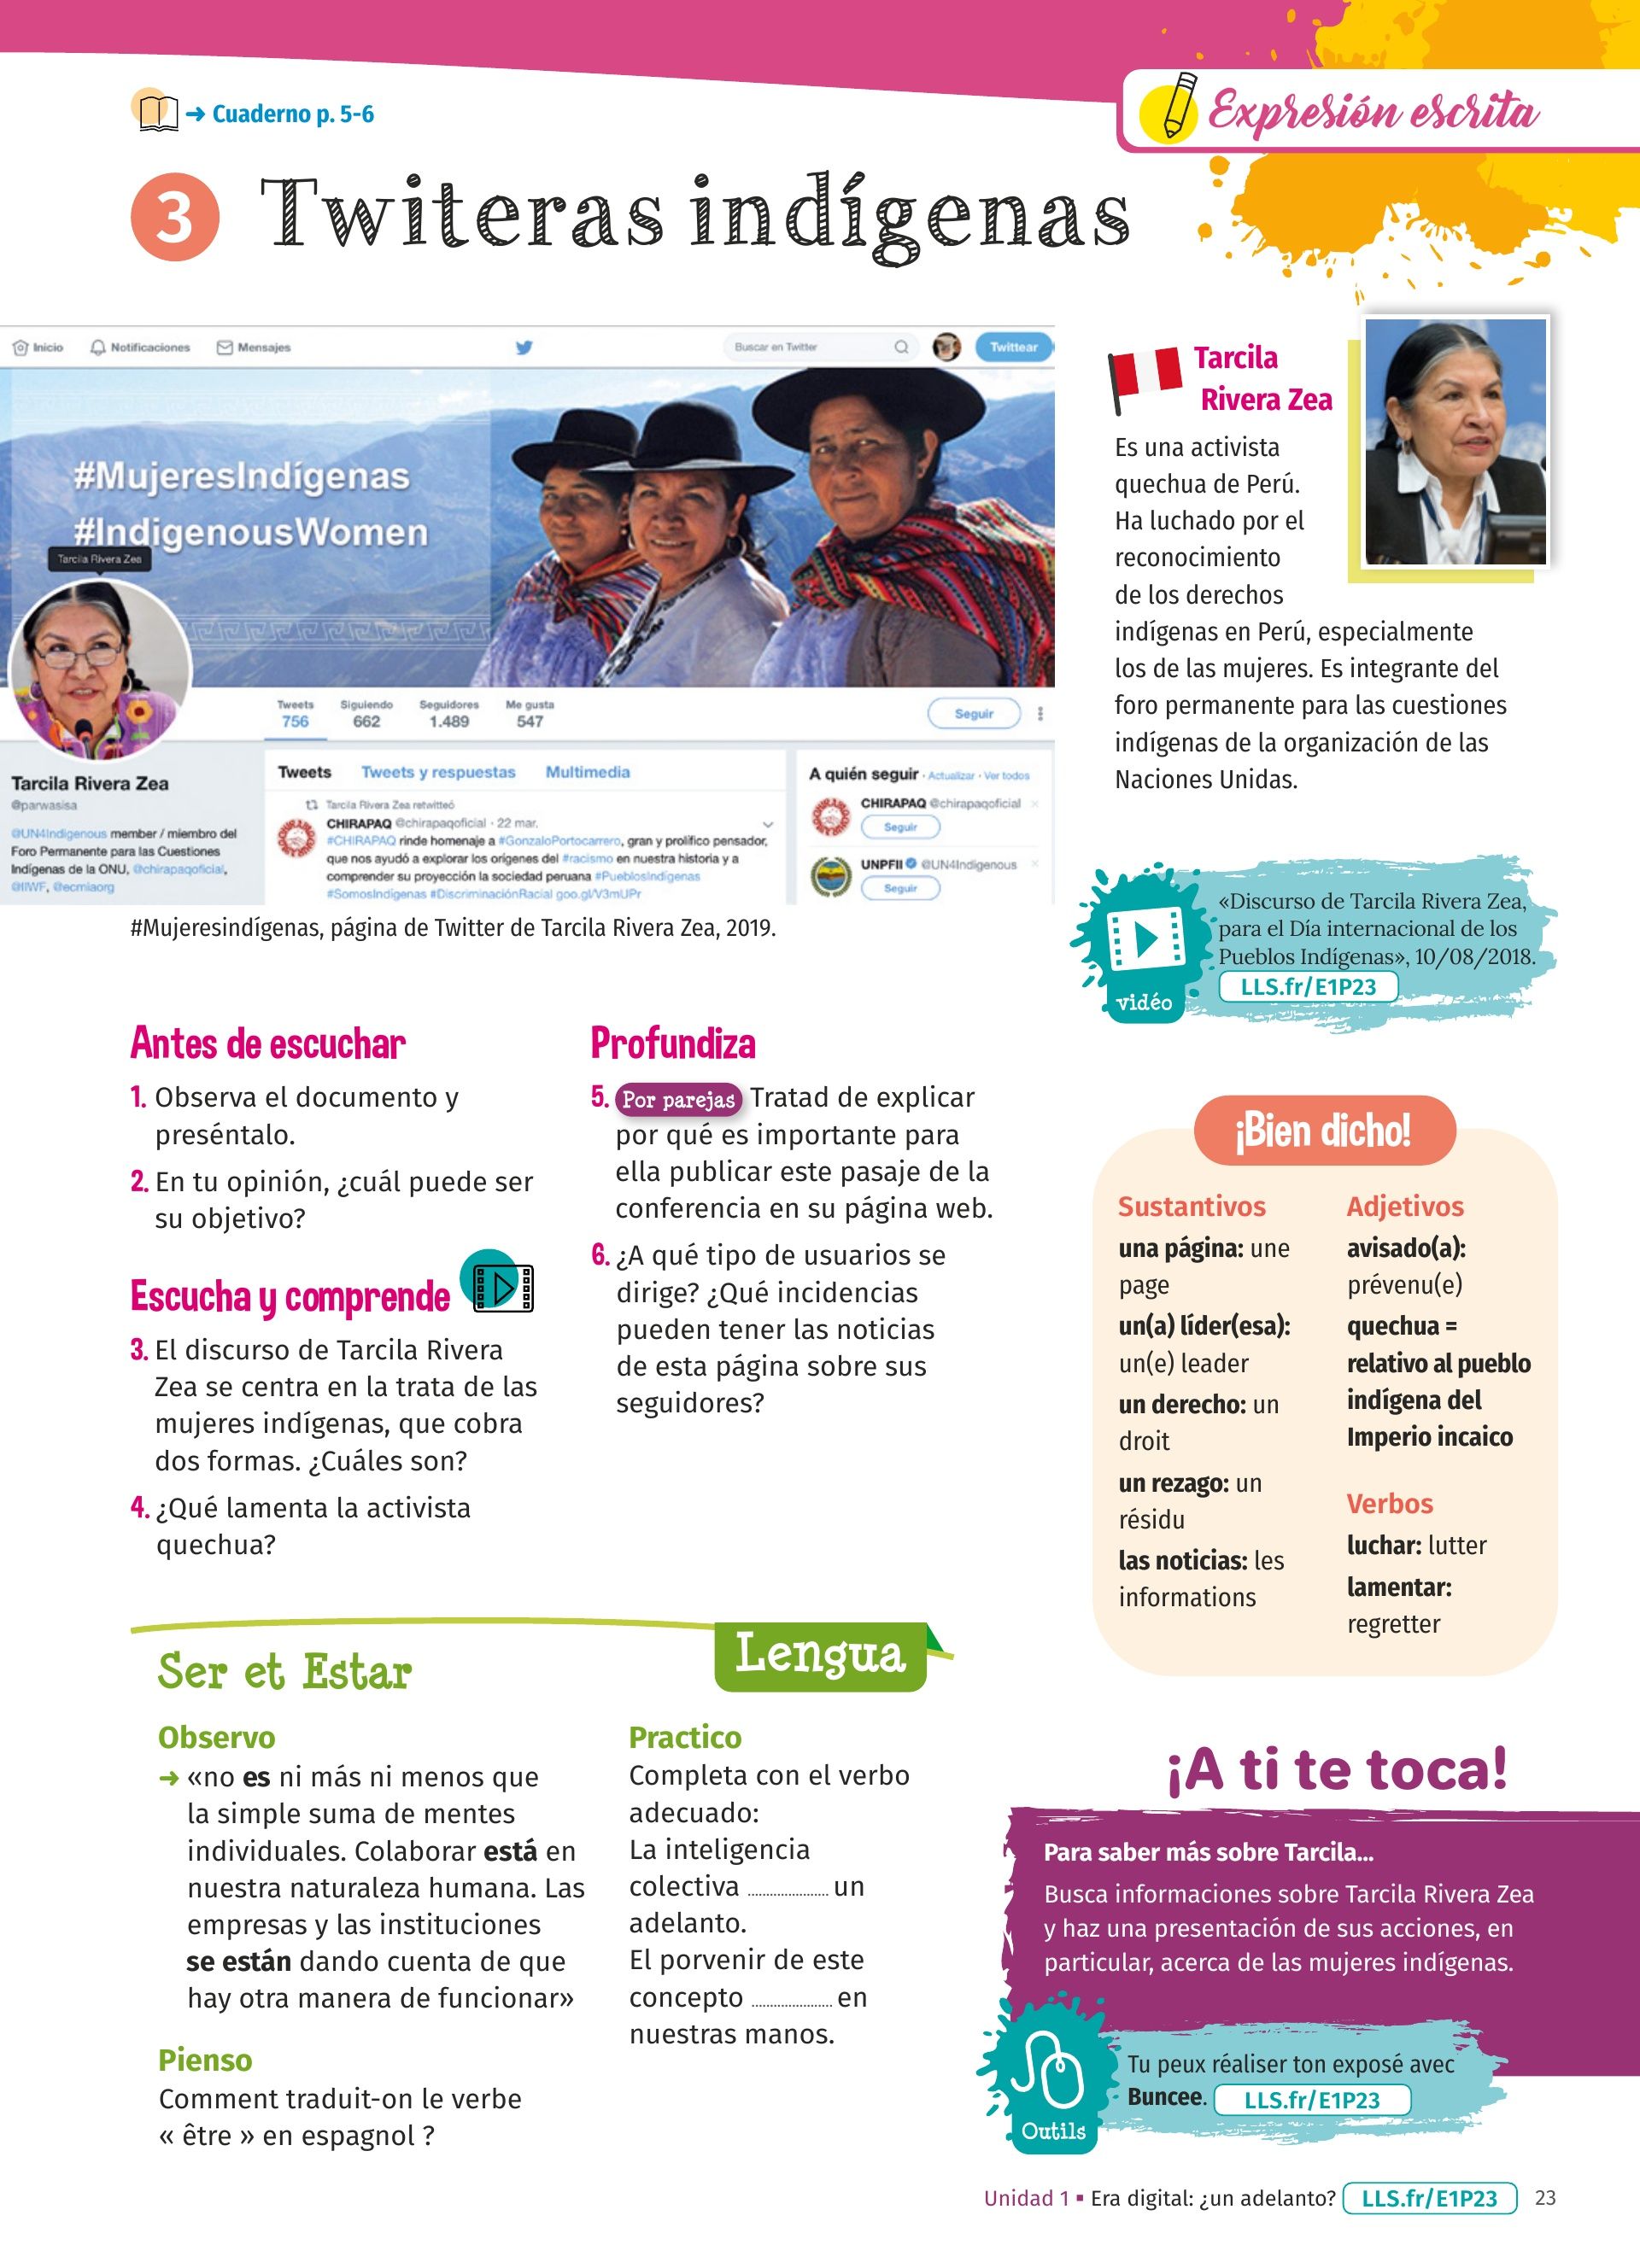 → Cuaderno p. 5-6
Expresión escrita
3 Twiteras indígenas
Inicio Notificaciones Mensajes Buscar en Twitter Twittear
#MujeresIndígenas
#IndigenousWomen
Tarcila Rivera Zea
Tweets Siguiendo Seguidores Me gusta
756 662 1.489 547
Seguir
Tarcila Rivera Zea
@parwasisa
@UN4Indigenous member / miembro del
Foro Permanente para las Cuestiones
Indígenas de la ONU, @chirapaqoficial,
@IIWF, @ecmiaorg
Tweets Tweets y respuestas Multimedia
Tarcila Rivera Zea retwitteó
CHIRAPAQ @chirapaqoficial · 22 mar.
#CHIRAPAQ rinde homenaje a #GonzaloPortocarrero, gran y prolífico pensador,
que nos ayudó a explorar los orígenes del #racismo en nuestra historia y a
comprender su proyección la sociedad peruana #PueblosIndígenas
#SomosIndígenas #DiscriminaciónRacial goo.gl/V3mUPr
A quién seguir · Actualizar · Ver todos
CHIRAPAQ @chirapaqoficial
Seguir
UNPFII @UN4Indigenous
Seguir
#Mujeresindígenas, página de Twitter de Tarcila Rivera Zea, 2019.
Tarcila
Rivera Zea
Es una activista
quechua de Perú.
Ha luchado por el
reconocimiento
de los derechos
indígenas en Perú, especialmente
los de las mujeres. Es integrante del
foro permanente para las cuestiones
indígenas de la organización de las
Naciones Unidas.
vidéo
«Discurso de Tarcila Rivera Zea,
para el Día internacional de los
Pueblos Indígenas», 10/08/2018.
LLS.fr/E1P23
Antes de escuchar
1. Observa el documento y
preséntalo.
2. En tu opinión, ¿cuál puede ser
su objetivo?
Escucha y comprende
3. El discurso de Tarcila Rivera
Zea se centra en la trata de las
mujeres indígenas, que cobra
dos formas. ¿Cuáles son?
4. ¿Qué lamenta la activista
quechua?
Profundiza
5. Por parejas Tratad de explicar
por qué es importante para
ella publicar este pasaje de la
conferencia en su página web.
6. ¿A qué tipo de usuarios se
dirige? ¿Qué incidencias
pueden tener las noticias
de esta página sobre sus
seguidores?
¡Bien dicho!
Sustantivos
una página: une
page
un(a) líder(esa):
un(e) leader
un derecho: un
droit
un rezago: un
résidu
las noticias: les
informations
Adjetivos
avisado(a):
prévenu(e)
quechua =
relativo al pueblo
indígena del
Imperio incaico
Verbos
luchar: lutter
lamentar:
regretter
Lengua
Ser et Estar
Observo
→ «no es ni más ni menos que
la simple suma de mentes
individuales. Colaborar está en
nuestra naturaleza humana. Las
empresas y las instituciones
se están dando cuenta de que
hay otra manera de funcionar»
Pienso
Comment traduit-on le verbe
« être » en espagnol ?
Practico
Completa con el verbo
adecuado:
La inteligencia
colectiva .................... un
adelanto.
El porvenir de este
concepto .................... en
nuestras manos.
¡A ti te toca!
Para saber más sobre Tarcila...
Busca informaciones sobre Tarcila Rivera Zea
y haz una presentación de sus acciones, en
particular, acerca de las mujeres indígenas.
Outils
Tu peux réaliser ton exposé avec
Buncee. LLS.fr/E1P23
Unidad 1 ▪ Era digital: ¿un adelanto? LLS.fr/E1P23 23